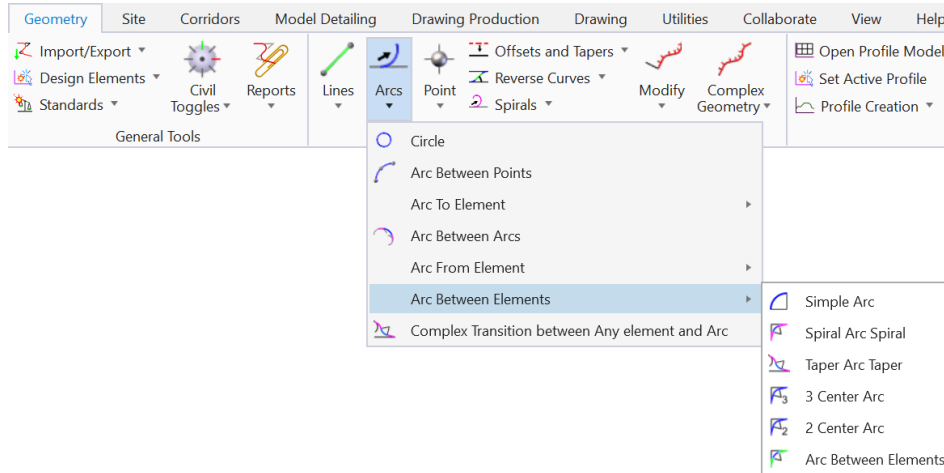 Geometry Site Corridors Model Detailing Drawing Production Drawing Utilities Collaborate View Help
Import/Export
Design Elements
Standards
Civil
Toggles
Reports
General Tools
Lines
Arcs
Point
Offsets and Tapers
Reverse Curves
Spirals
Modify
Complex
Geometry
Open Profile Model
Set Active Profile
Profile Creation
Circle
Arc Between Points
Arc To Element
Arc Between Arcs
Arc From Element
Arc Between Elements
Complex Transition between Any element and Arc
Simple Arc
Spiral Arc Spiral
Taper Arc Taper
3 Center Arc
2 Center Arc
Arc Between Elements